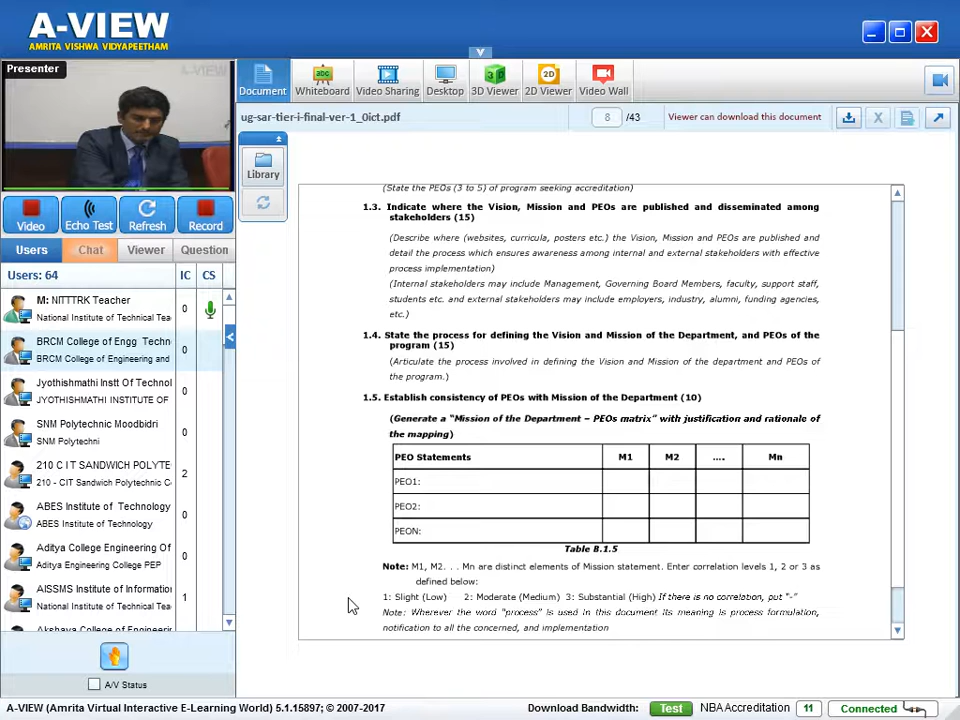 A-VIEW
AMRITA VISHWA VIDYAPEETHAM
Presenter
A-VIEW
Document
Whiteboard
abc
Video Sharing
Desktop
3D
3D Viewer
2D
2D Viewer
Video Wall
ug-sar-tier-i-final-ver-1_0ict.pdf
8 /43
Viewer can download this document
Library
Video
Echo Test
Refresh
Record
Users
Chat
Viewer
Question
Users: 64
IC
CS
M: NITTTRK Teacher
National Institute of Technical Tea
0
BRCM College of Engg Techn
BRCM College of Engineering and
0
Jyothishmathi Instt Of Technol
JYOTHISHMATHI INSTITUTE OF
0
SNM Polytechnic Moodbidri
SNM Polytechni
0
210 C I T SANDWICH POLYTE
210 - CIT Sandwich Polytechnic C
2
ABES Institute of Technology
ABES Institute of Technology
0
Aditya College Engineering Of
Aditya Engineering College PEP
0
AISSMS Institute of Informatio
National Institute of Technical Tea
1
Akshaya College of Engineeri
A/V Status
(State the PEOs (3 to 5) of program seeking accreditation)
1.3. Indicate where the Vision, Mission and PEOs are published and disseminated among
stakeholders (15)
(Describe where (websites, curricula, posters etc.) the Vision, Mission and PEOs are published and
detail the process which ensures awareness among internal and external stakeholders with effective
process implementation)
(Internal stakeholders may include Management, Governing Board Members, faculty, support staff,
students etc. and external stakeholders may include employers, industry, alumni, funding agencies,
etc.)
1.4. State the process for defining the Vision and Mission of the Department, and PEOs of the
program (15)
(Articulate the process involved in defining the Vision and Mission of the department and PEOs of
the program.)
1.5. Establish consistency of PEOs with Mission of the Department (10)
(Generate a “Mission of the Department – PEOs matrix” with justification and rationale of
the mapping)
PEO Statements M1 M2 .... Mn
PEO1:
PEO2:
PEON:
Table B.1.5
Note: M1, M2. . . Mn are distinct elements of Mission statement. Enter correlation levels 1, 2 or 3 as
defined below:
1: Slight (Low) 2: Moderate (Medium) 3: Substantial (High) If there is no correlation, put “-”
Note: Wherever the word “process” is used in this document its meaning is process formulation,
notification to all the concerned, and implementation
A-VIEW (Amrita Virtual Interactive E-Learning World) 5.1.15897; © 2007-2017
Download Bandwidth:
Test
NBA Accreditation
11
Connected